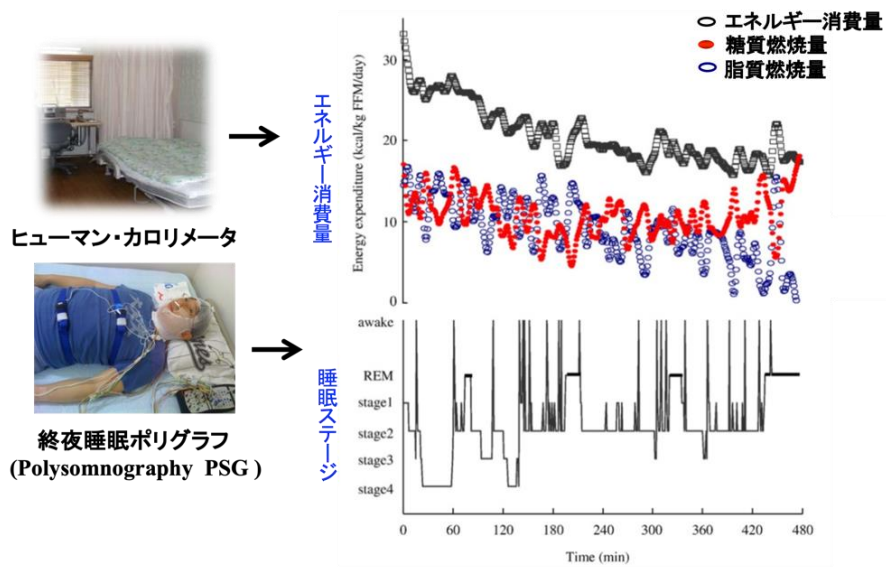 エネルギー消費量
糖質燃焼量
脂質燃焼量
エネルギー消費量
Energy expenditure (kcal/kg FFM/day)
30
20
10
0
ヒューマン・カロリメータ
睡眠ステージ
awake
REM
stage1
stage2
stage3
stage4
0 60 120 180 240 300 360 420 480
Time (min)
終夜睡眠ポリグラフ
(Polysomnography PSG )